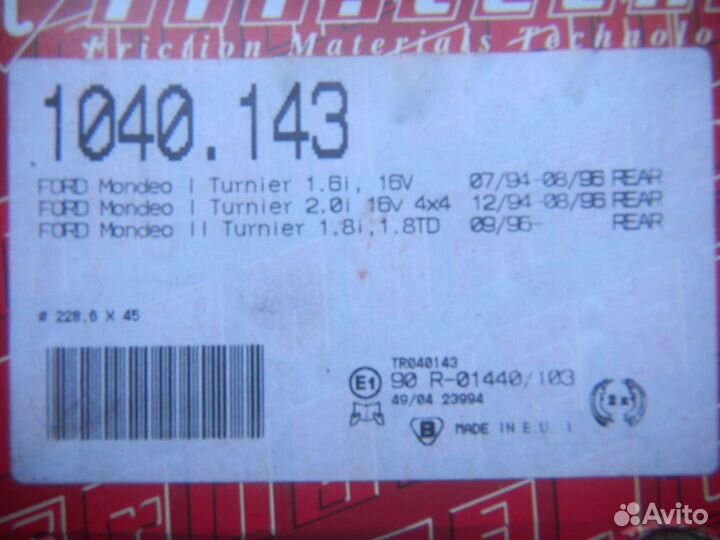 Friction Materials Technolo
1040.143
FORD Mondeo I Turnier 1.6i, 16V 07/94-08/96 REAR
FORD Mondeo I Turnier 2.0i 16v 4x4 12/94-08/96 REAR
FORD Mondeo II Turnier 1.8i,1.8TD 09/96- REAR
ø 228,6 X 45
TR040143
E1 90 R-01440/103
49/04 23994
2x
B MADE IN E.U. I
Avito